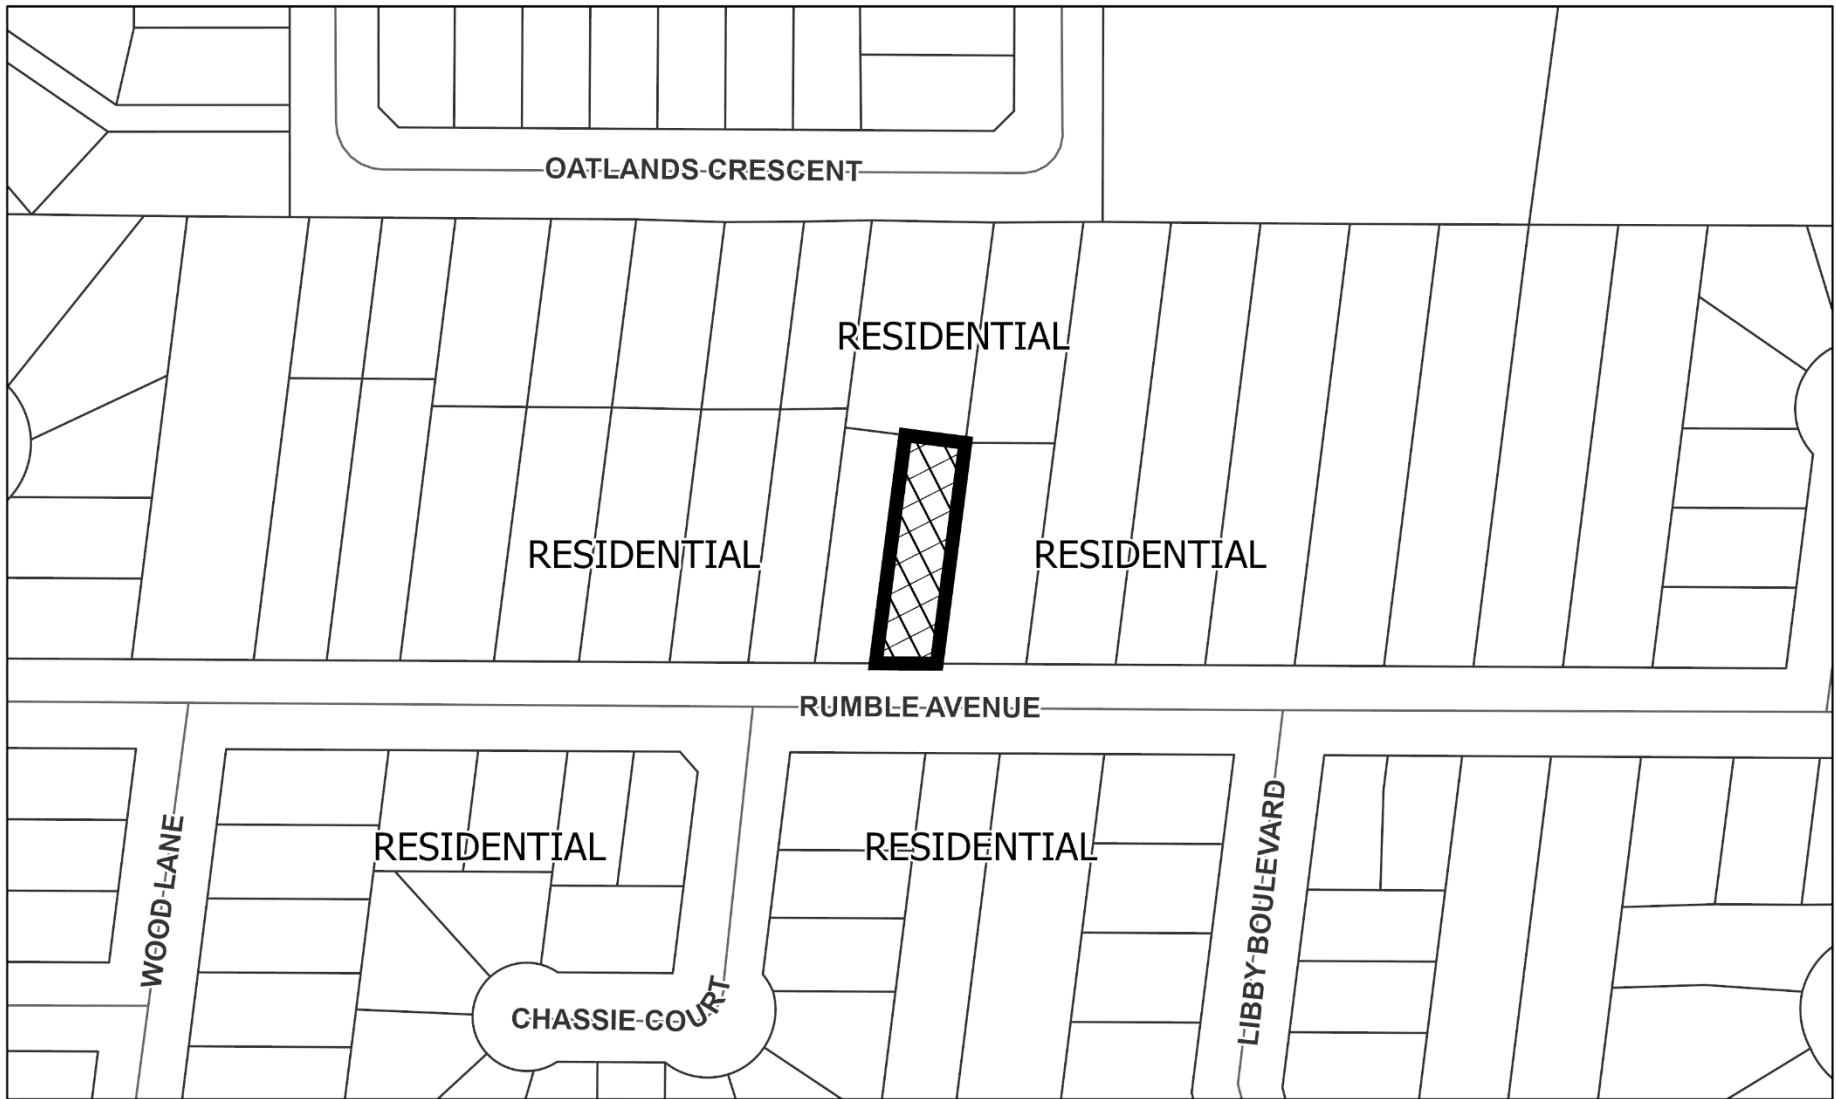 OATLANDS CRESCENT
RESIDENTIAL
RESIDENTIAL
RESIDENTIAL
RUMBLE AVENUE
WOOD LANE
RESIDENTIAL
RESIDENTIAL
LIBBY BOULEVARD
CHASSIE COURT